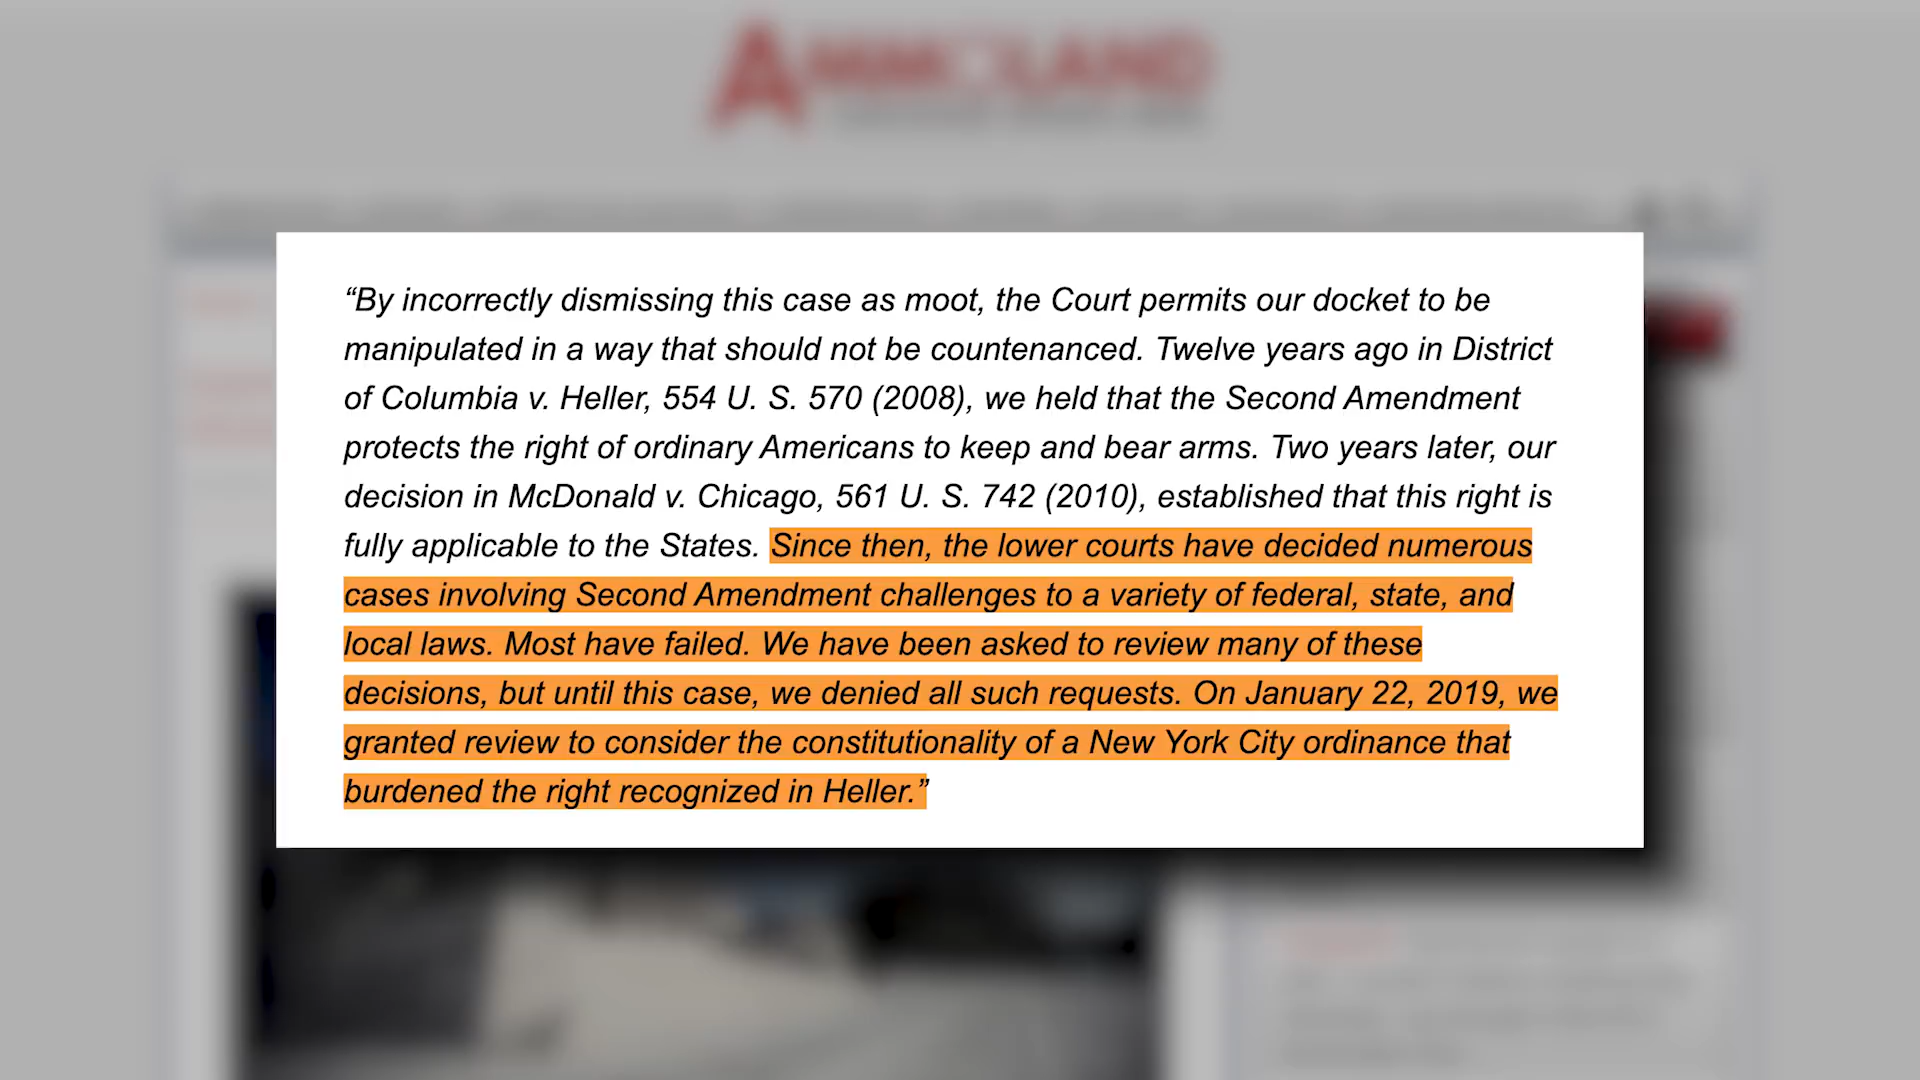 AMMOLAND
“By incorrectly dismissing this case as moot, the Court permits our docket to be
manipulated in a way that should not be countenanced. Twelve years ago in District
of Columbia v. Heller, 554 U. S. 570 (2008), we held that the Second Amendment
protects the right of ordinary Americans to keep and bear arms. Two years later, our
decision in McDonald v. Chicago, 561 U. S. 742 (2010), established that this right is
fully applicable to the States. Since then, the lower courts have decided numerous
cases involving Second Amendment challenges to a variety of federal, state, and
local laws. Most have failed. We have been asked to review many of these
decisions, but until this case, we denied all such requests. On January 22, 2019, we
granted review to consider the constitutionality of a New York City ordinance that
burdened the right recognized in Heller.”